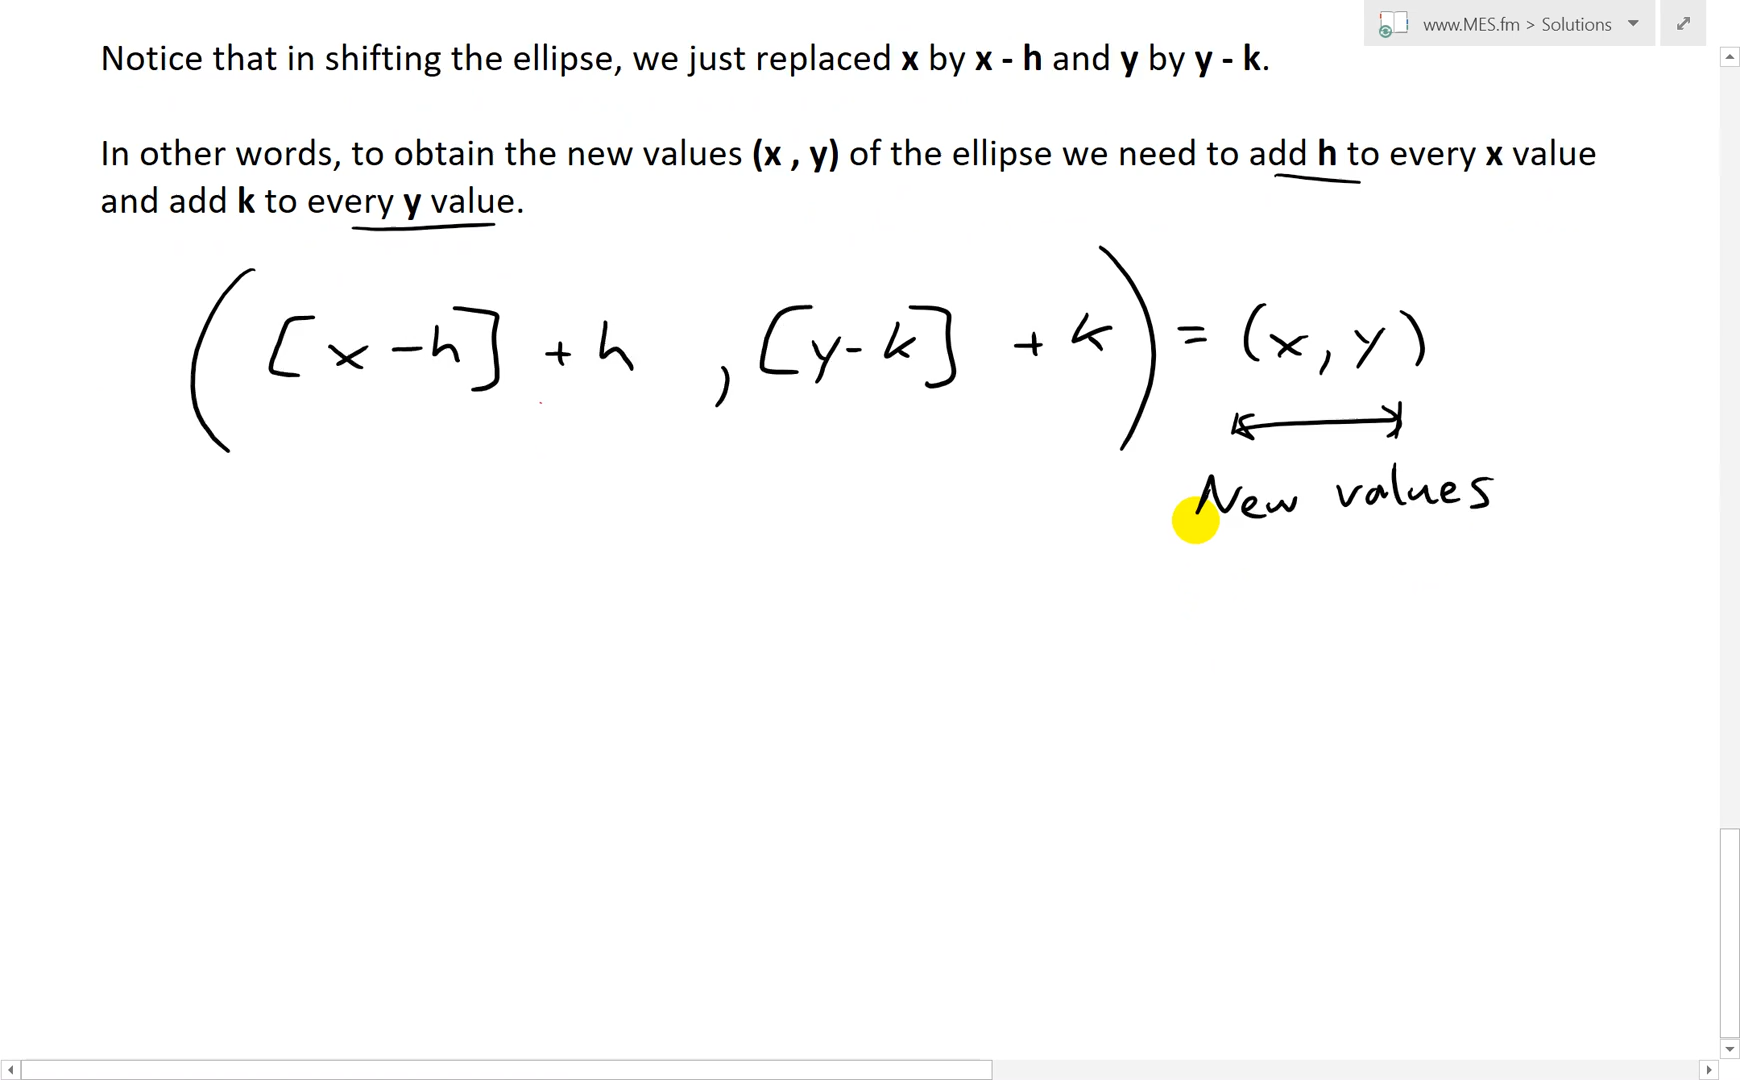 www.MES.fm > Solutions
Notice that in shifting the ellipse, we just replaced x by x - h and y by y - k.
In other words, to obtain the new values (x , y) of the ellipse we need to add h to every x value
and add k to every y value.
([x-h] + h , [y-k] + k) = (x, y)
New values